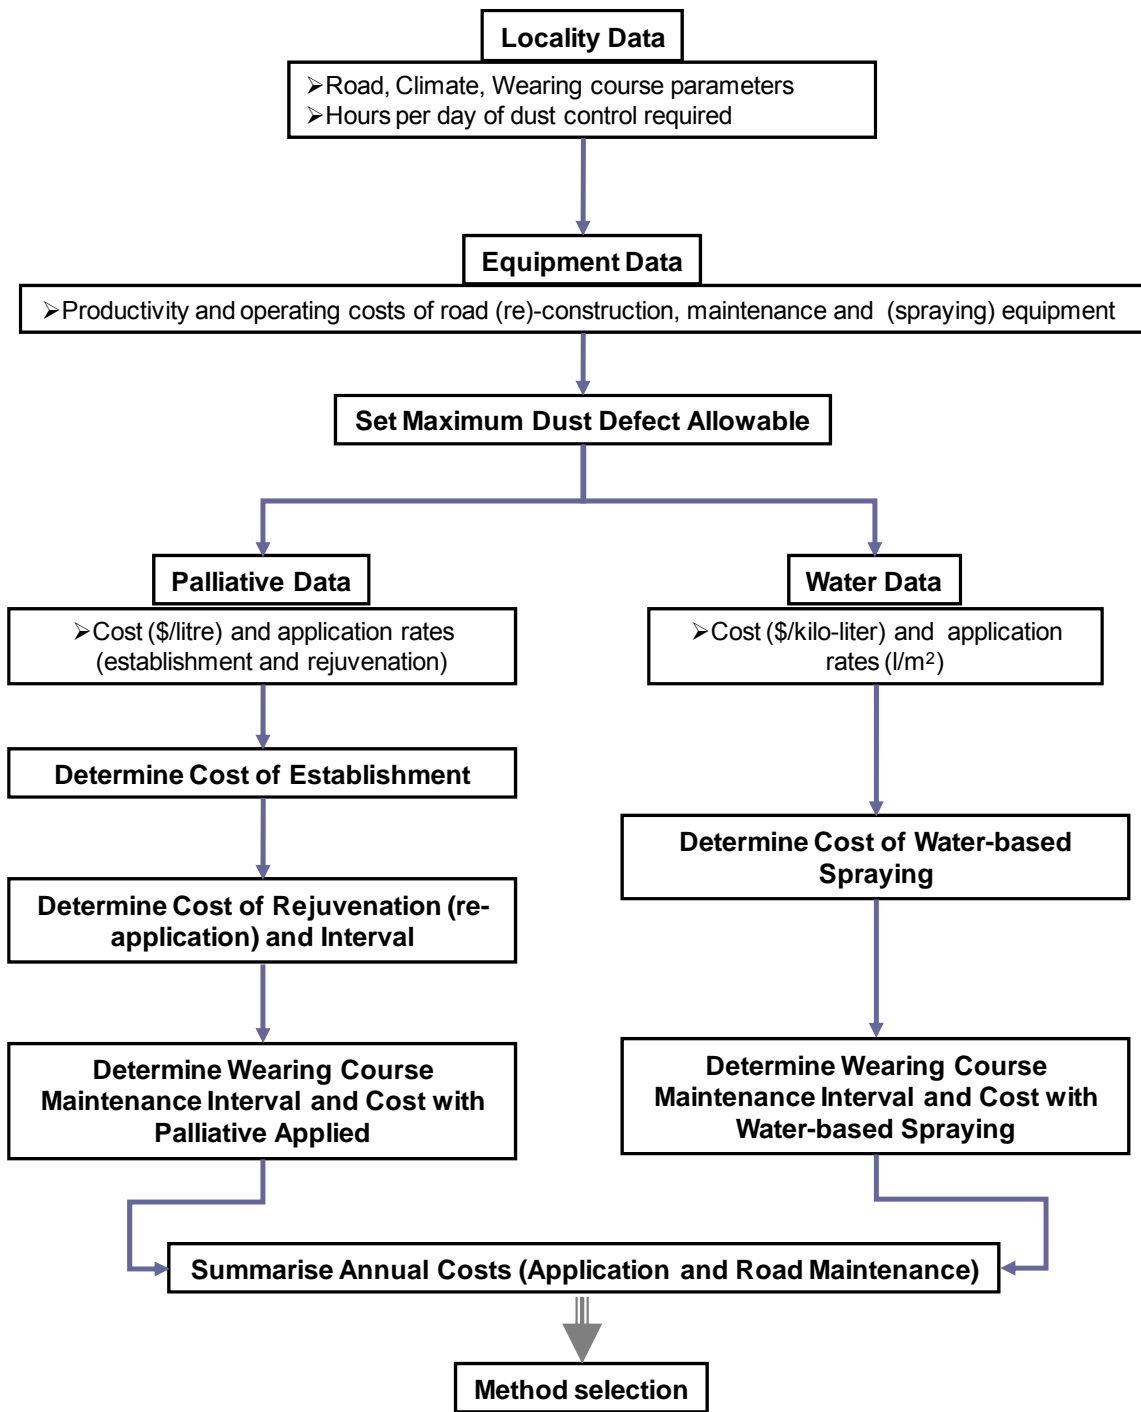 Locality Data
➢Road, Climate, Wearing course parameters
➢Hours per day of dust control required
Equipment Data
➢Productivity and operating costs of road (re)-construction, maintenance and (spraying) equipment
Set Maximum Dust Defect Allowable
Palliative Data
➢Cost ($/litre) and application rates
(establishment and rejuvenation)
Determine Cost of Establishment
Determine Cost of Rejuvenation (re-
application) and Interval
Determine Wearing Course
Maintenance Interval and Cost with
Palliative Applied
Water Data
➢Cost ($/kilo-liter) and application
rates (l/m²)
Determine Cost of Water-based
Spraying
Determine Wearing Course
Maintenance Interval and Cost with
Water-based Spraying
Summarise Annual Costs (Application and Road Maintenance)
Method selection